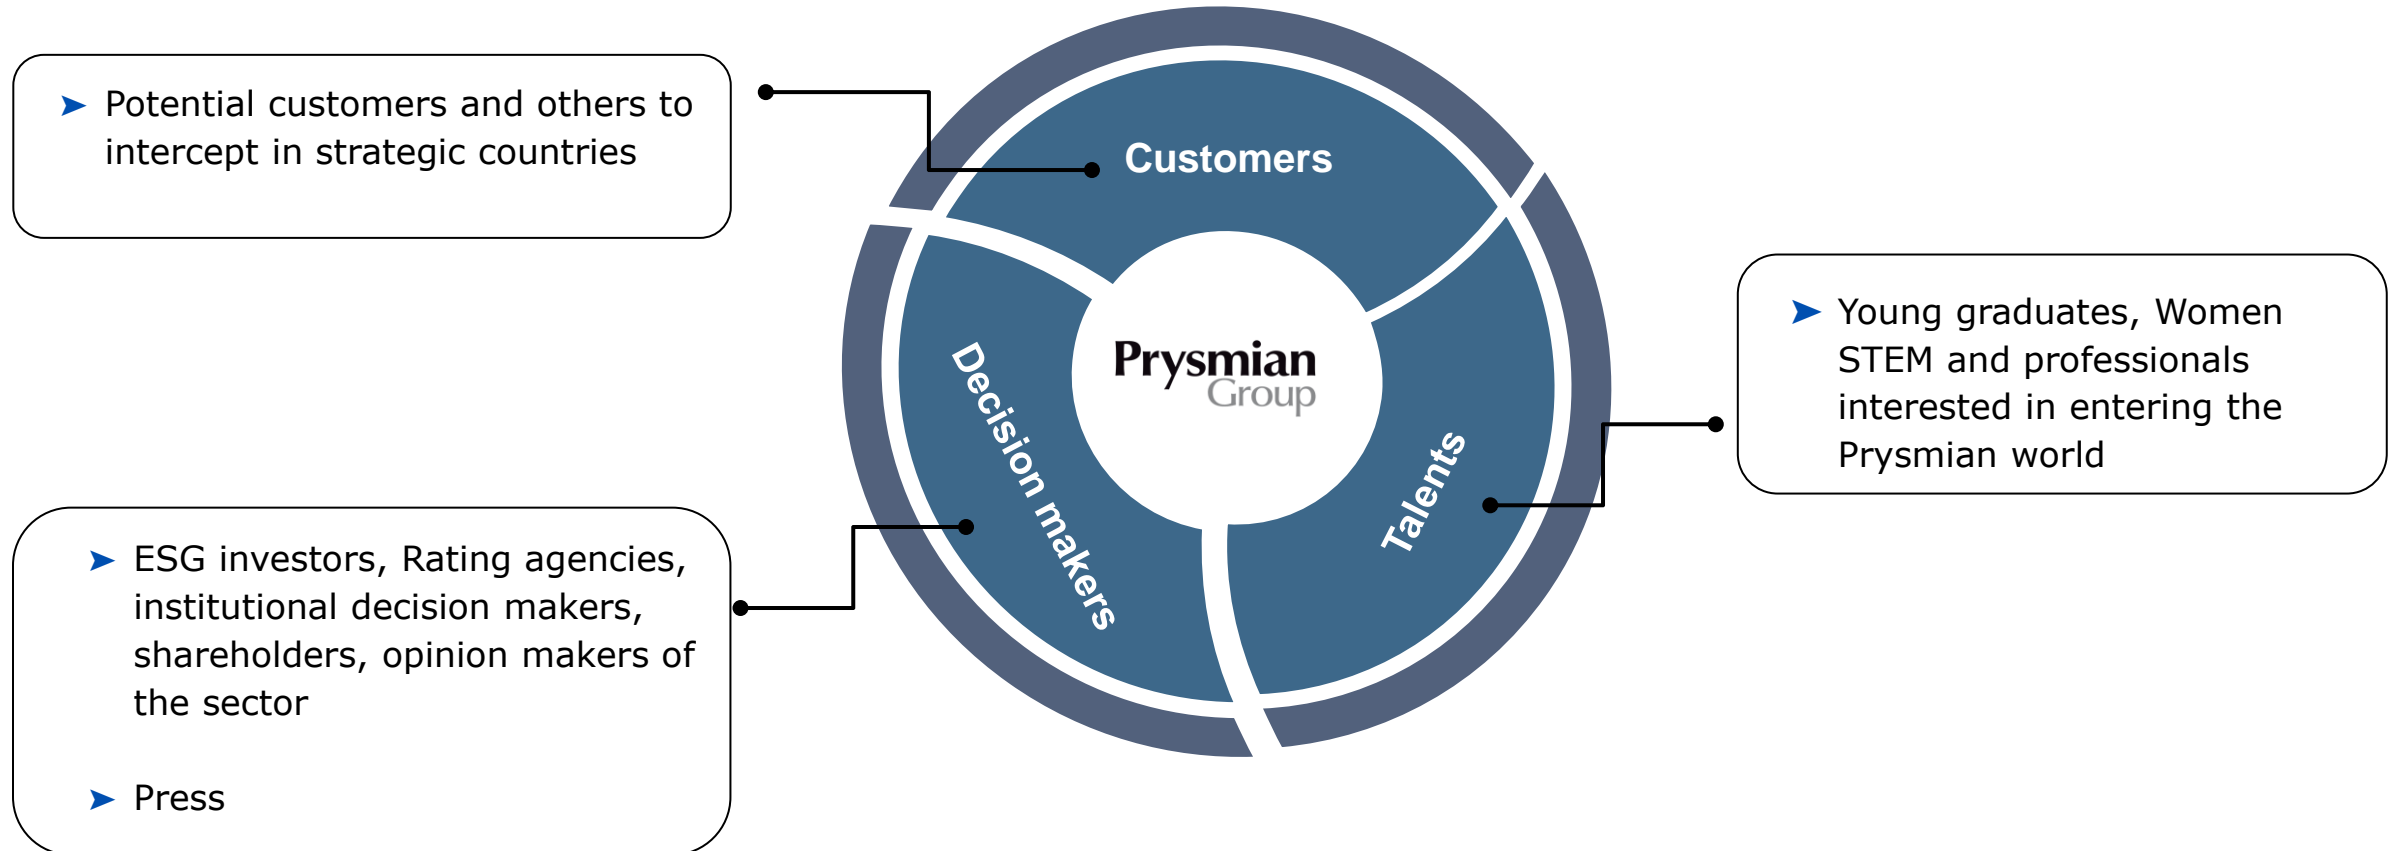 Potential customers and others to
intercept in strategic countries
Customers
Young graduates, Women
STEM and professionals
interested in entering the
Prysmian world
Prysmian
Group
Decision makers
Talents
ESG investors, Rating agencies,
institutional decision makers,
shareholders, opinion makers of
the sector
Press